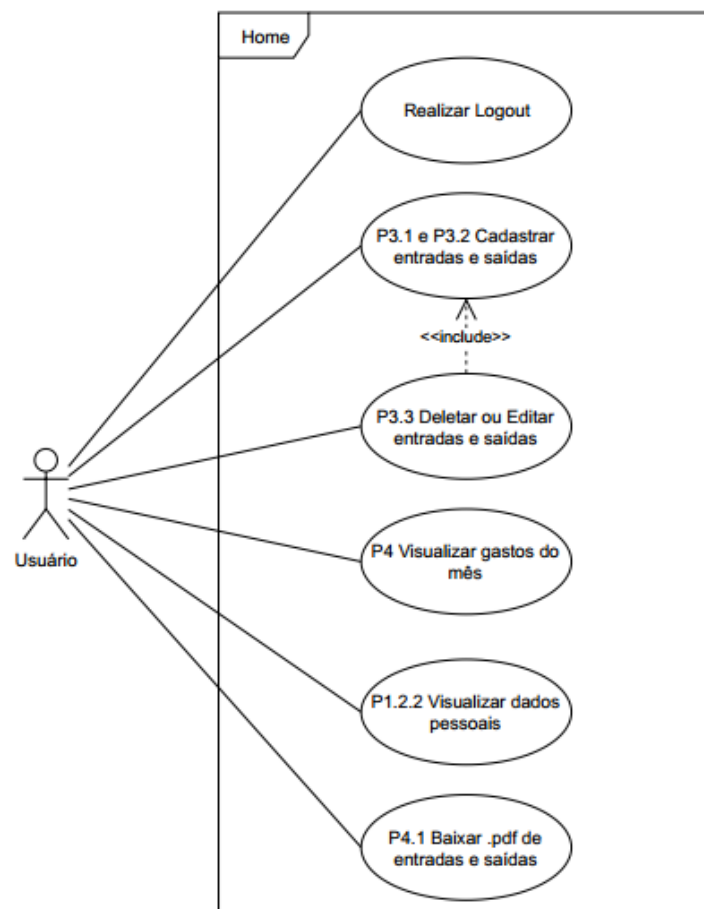 Home
Realizar Logout
P3.1 e P3.2 Cadastrar
entradas e saídas
<<include>>
P3.3 Deletar ou Editar
entradas e saídas
Usuário
P4 Visualizar gastos do
mês
P1.2.2 Visualizar dados
pessoais
P4.1 Baixar .pdf de
entradas e saídas